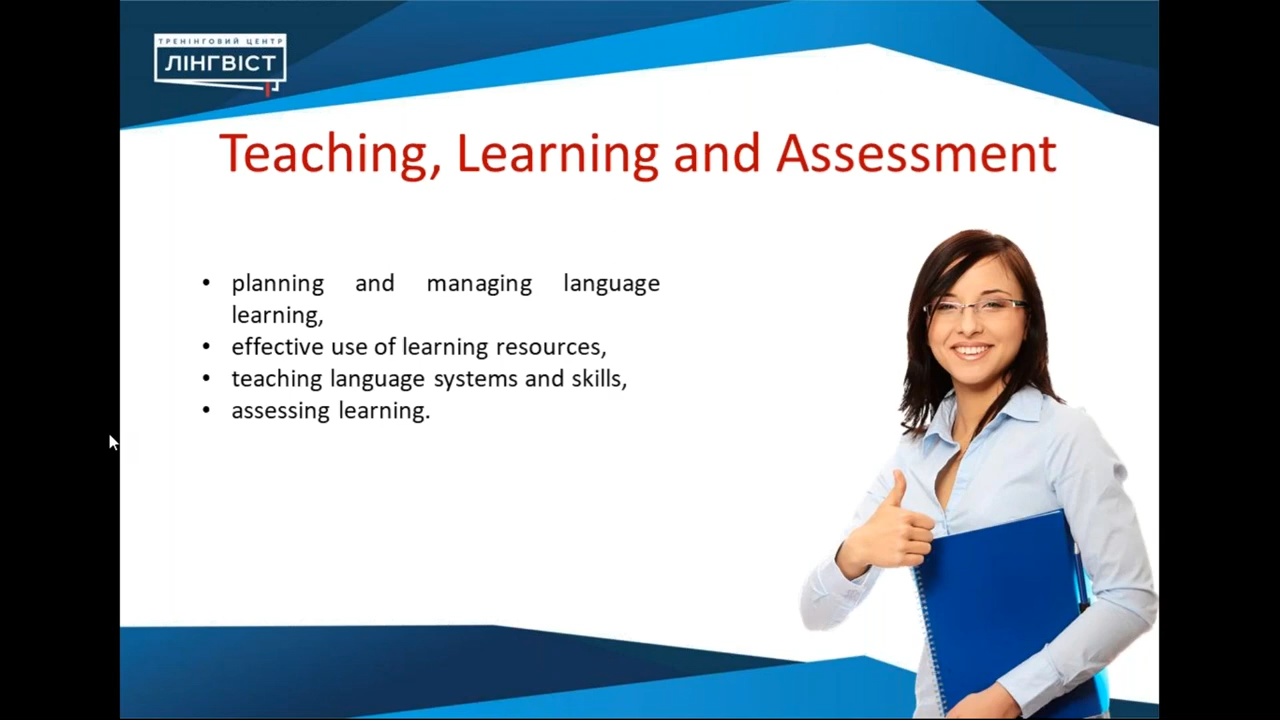 ТРЕНІНГОВИЙ ЦЕНТР
ЛІНГВІСТ
Teaching, Learning and Assessment
• planning and managing language
learning,
• effective use of learning resources,
• teaching language systems and skills,
• assessing learning.